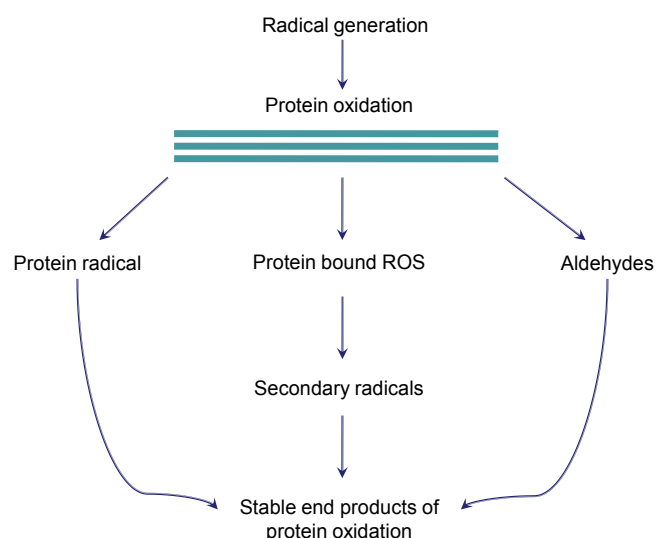 Radical generation
Protein oxidation
Protein radical
Protein bound ROS
Aldehydes
Secondary radicals
Stable end products of
protein oxidation